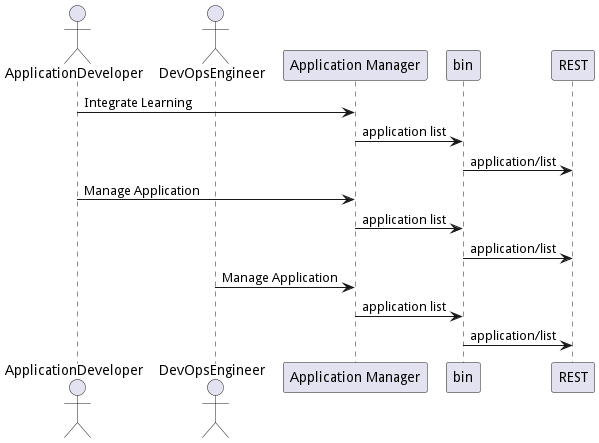 ApplicationDeveloper DevOpsEngineer Application Manager bin REST
Integrate Learning
application list
application/list
Manage Application
application list
application/list
Manage Application
application list
application/list
ApplicationDeveloper DevOpsEngineer Application Manager bin REST